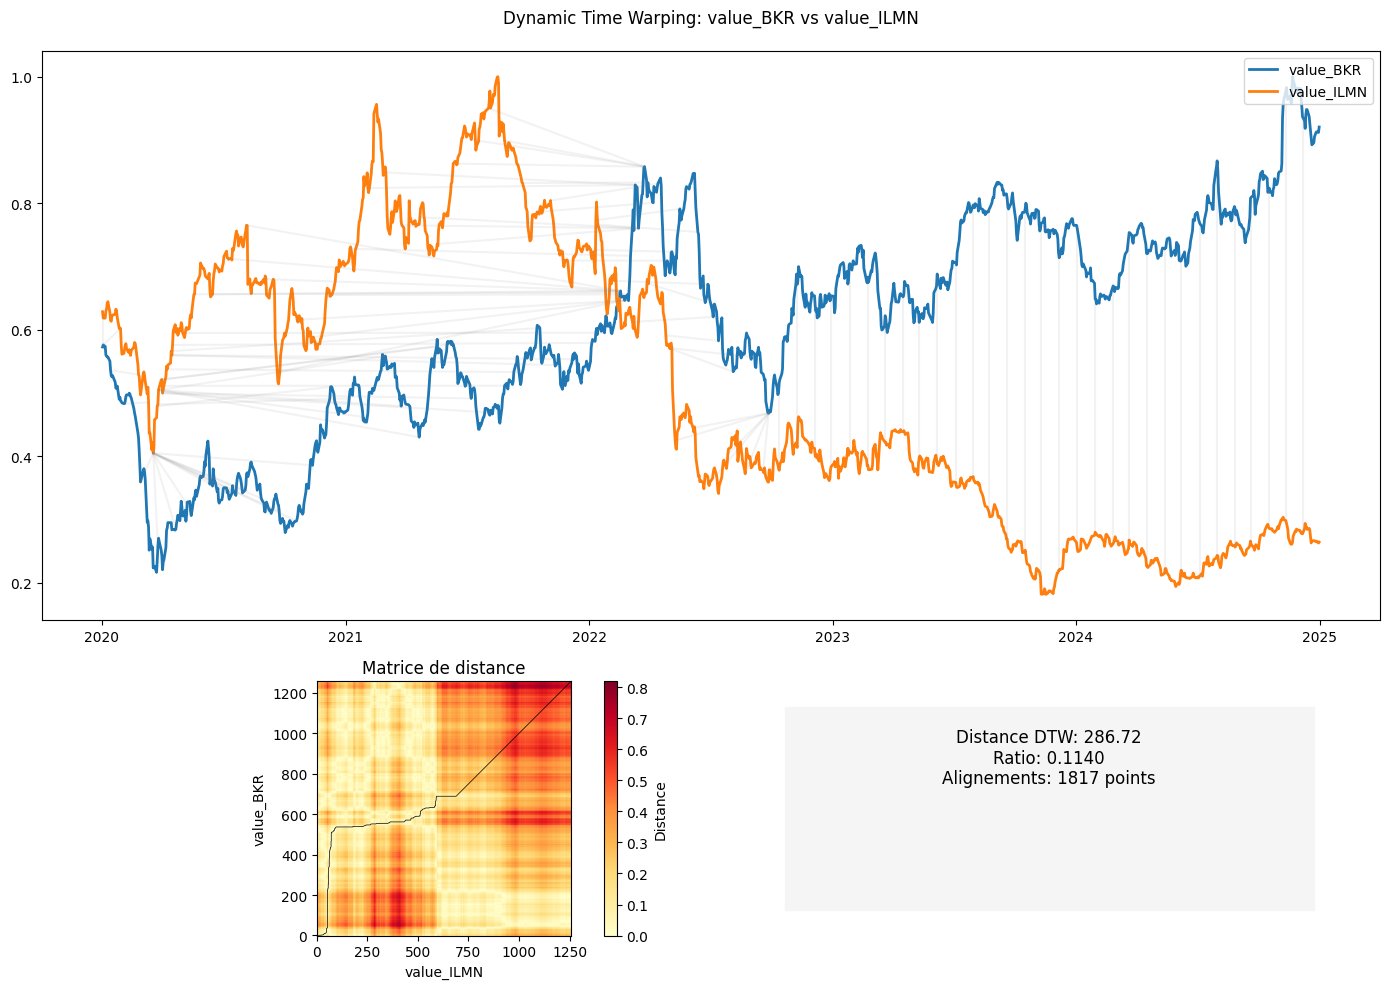 Dynamic Time Warping: value_BKR vs value_ILMN
value_BKR
value_ILMN
1.0
0.8
0.6
0.4
0.2
2020 2021 2022 2023 2024 2025
Matrice de distance
1200
1000
800
600
400
200
0
value_BKR
0 250 500 750 1000 1250
value_ILMN
0.8
0.7
0.6
0.5
0.4
0.3
0.2
0.1
0.0
Distance
Distance DTW: 286.72
Ratio: 0.1140
Alignements: 1817 points